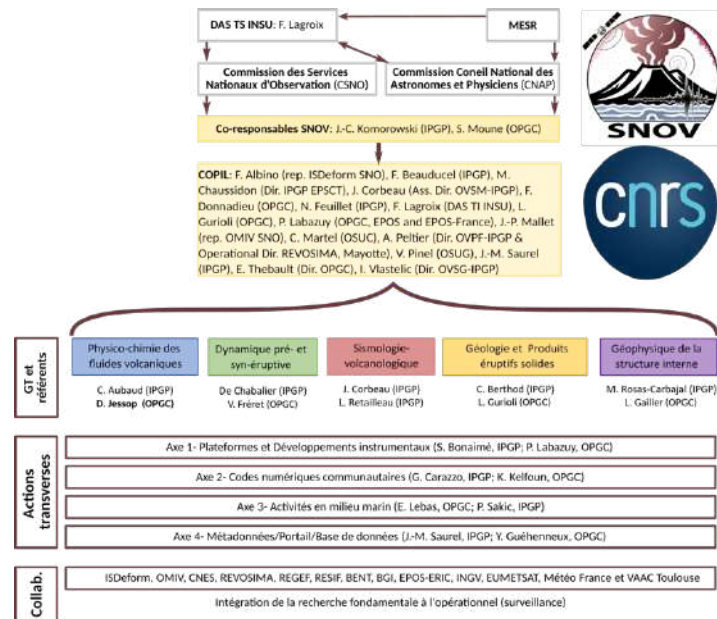 DAS TS INSU: F. Lagroix
MESR
Commission des Services
Nationaux d'Observation (CSNO)
Commission Coneil National des
Astronomes et Physiciens (CNAP)
Co-responsables SNOV: J.-C. Komorowski (IPGP), S. Moune (OPGC)
COPIL: F. Albino (rep. ISDeform SNO), F. Beauducel (IPGP), M.
Chaussidon (Dir. IPGP EPSCT), J. Corbeau (Ass. Dir. OVSM-IPGP), F.
Donnadieu (OPGC), N. Feuillet (IPGP), F. Lagroix (DAS TI INSU), L.
Gurioli (OPGC), P. Labazuy (OPGC, EPOS and EPOS-France), J.-P. Mallet
(rep. OMIV SNO), C. Martel (OSUC), A. Peltier (Dir. OVPF-IPGP &
Operational Dir. REVOSIMA, Mayotte), V. Pinel (OSUG), J.-M. Saurel
(IPGP), E. Thebault (Dir. OPGC), I. Vlastelic (Dir. OVSG-IPGP)
SNOV
cnrs
GT et
référents
Physico-chimie des
fluides volcaniques
C. Aubaud (IPGP)
D. Jessop (OPGC)
Dynamique pré- et
syn-éruptive
De Chabalier (IPGP)
V. Fréret (OPGC)
Sismologie-
volcanologique
J. Corbeau (IPGP)
L. Retailleau (IPGP)
Géologie et Produits
éruptifs solides
C. Berthod (IPGP)
L. Gurioli (OPGC)
Géophysique de la
structure interne
M. Rosas-Carbajal (IPGP)
L. Gailler (OPGC)
Actions
transverses
Axe 1- Plateformes et Développements instrumentaux (S. Bonaimé, IPGP; P. Labazuy, OPGC)
Axe 2- Codes numériques communautaires (G. Carazzo, IPGP; K. Kelfoun, OPGC)
Axe 3- Activités en milieu marin (E. Lebas, OPGC; P. Sakic, IPGP)
Axe 4- Métadonnées/Portail/Base de données (J.-M. Saurel, IPGP; Y. Guéhenneux, OPGC)
Collab.
ISDeform, OMIV, CNES, REVOSIMA, REGEF, RESIF, BENT, BGI, EPOS-ERIC, INGV, EUMETSAT, Météo France et VAAC Toulouse
Intégration de la recherche fondamentale à l'opérationnel (surveillance)